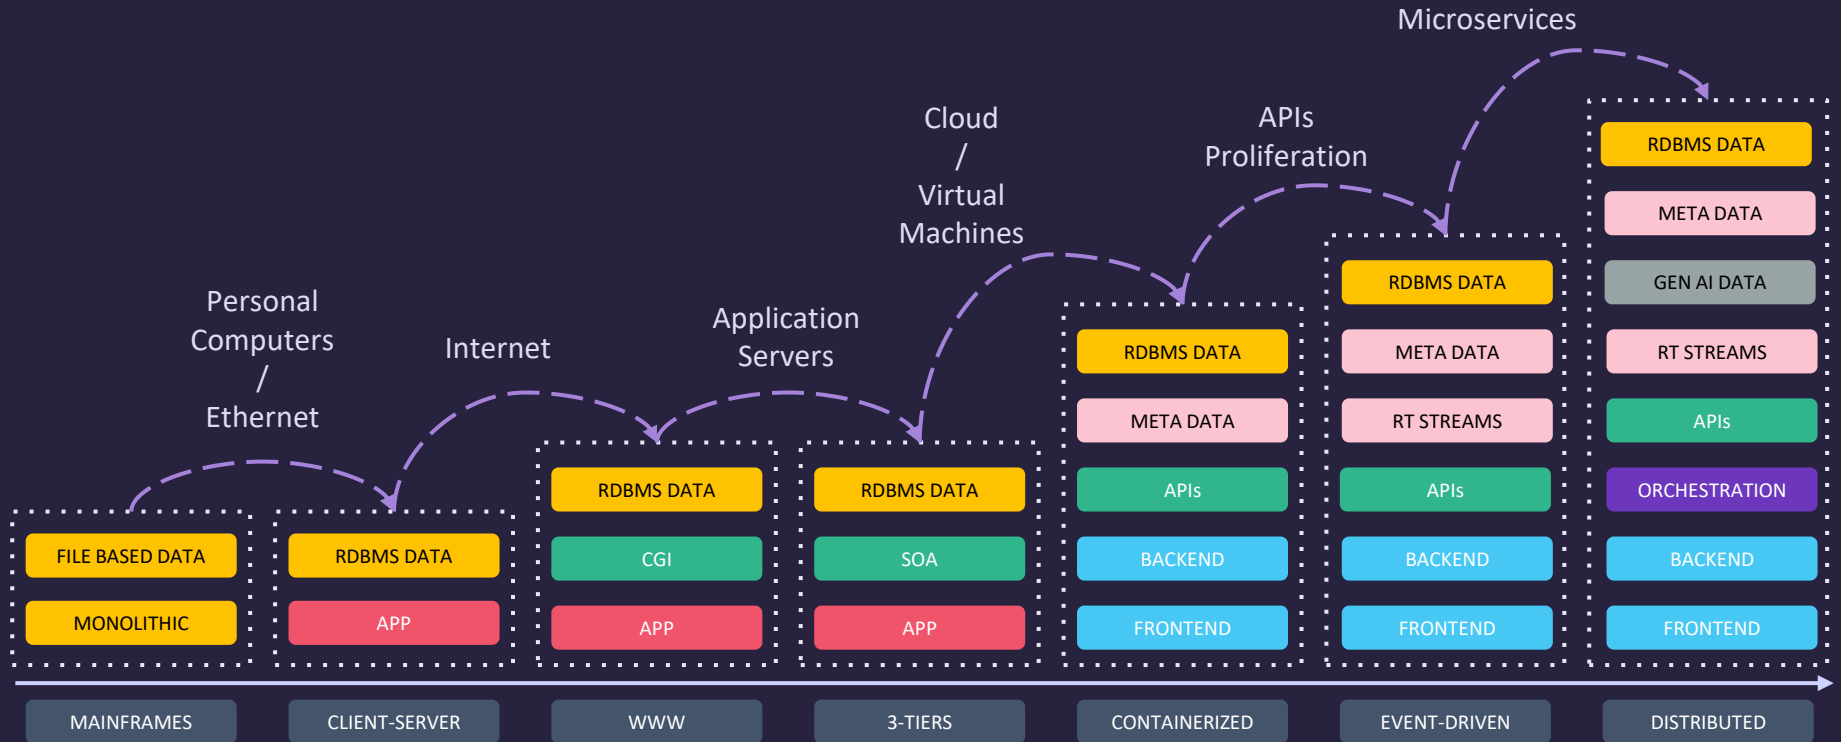 Microservices
Cloud
/
Virtual
Machines
APIs
Proliferation
Personal
Computers
/
Ethernet
Internet
Application
Servers
FILE BASED DATA
MONOLITHIC
MAINFRAMES
RDBMS DATA
APP
CLIENT-SERVER
RDBMS DATA
CGI
APP
WWW
RDBMS DATA
SOA
APP
3-TIERS
RDBMS DATA
META DATA
APIs
BACKEND
FRONTEND
CONTAINERIZED
RDBMS DATA
META DATA
RT STREAMS
APIs
BACKEND
FRONTEND
EVENT-DRIVEN
RDBMS DATA
META DATA
GEN AI DATA
RT STREAMS
APIs
ORCHESTRATION
BACKEND
FRONTEND
DISTRIBUTED